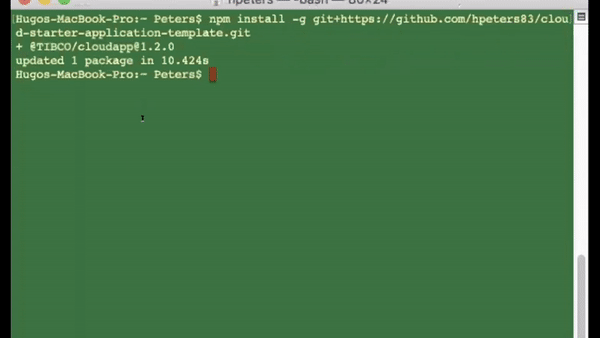 hpeters — -bash — 80×24
Hugos-MacBook-Pro:~ Peters$ npm install -g git+https://github.com/hpeters83/clou
d-starter-application-template.git
+ @TIBCO/cloudapp@1.2.0
updated 1 package in 10.424s
Hugos-MacBook-Pro:~ Peters$